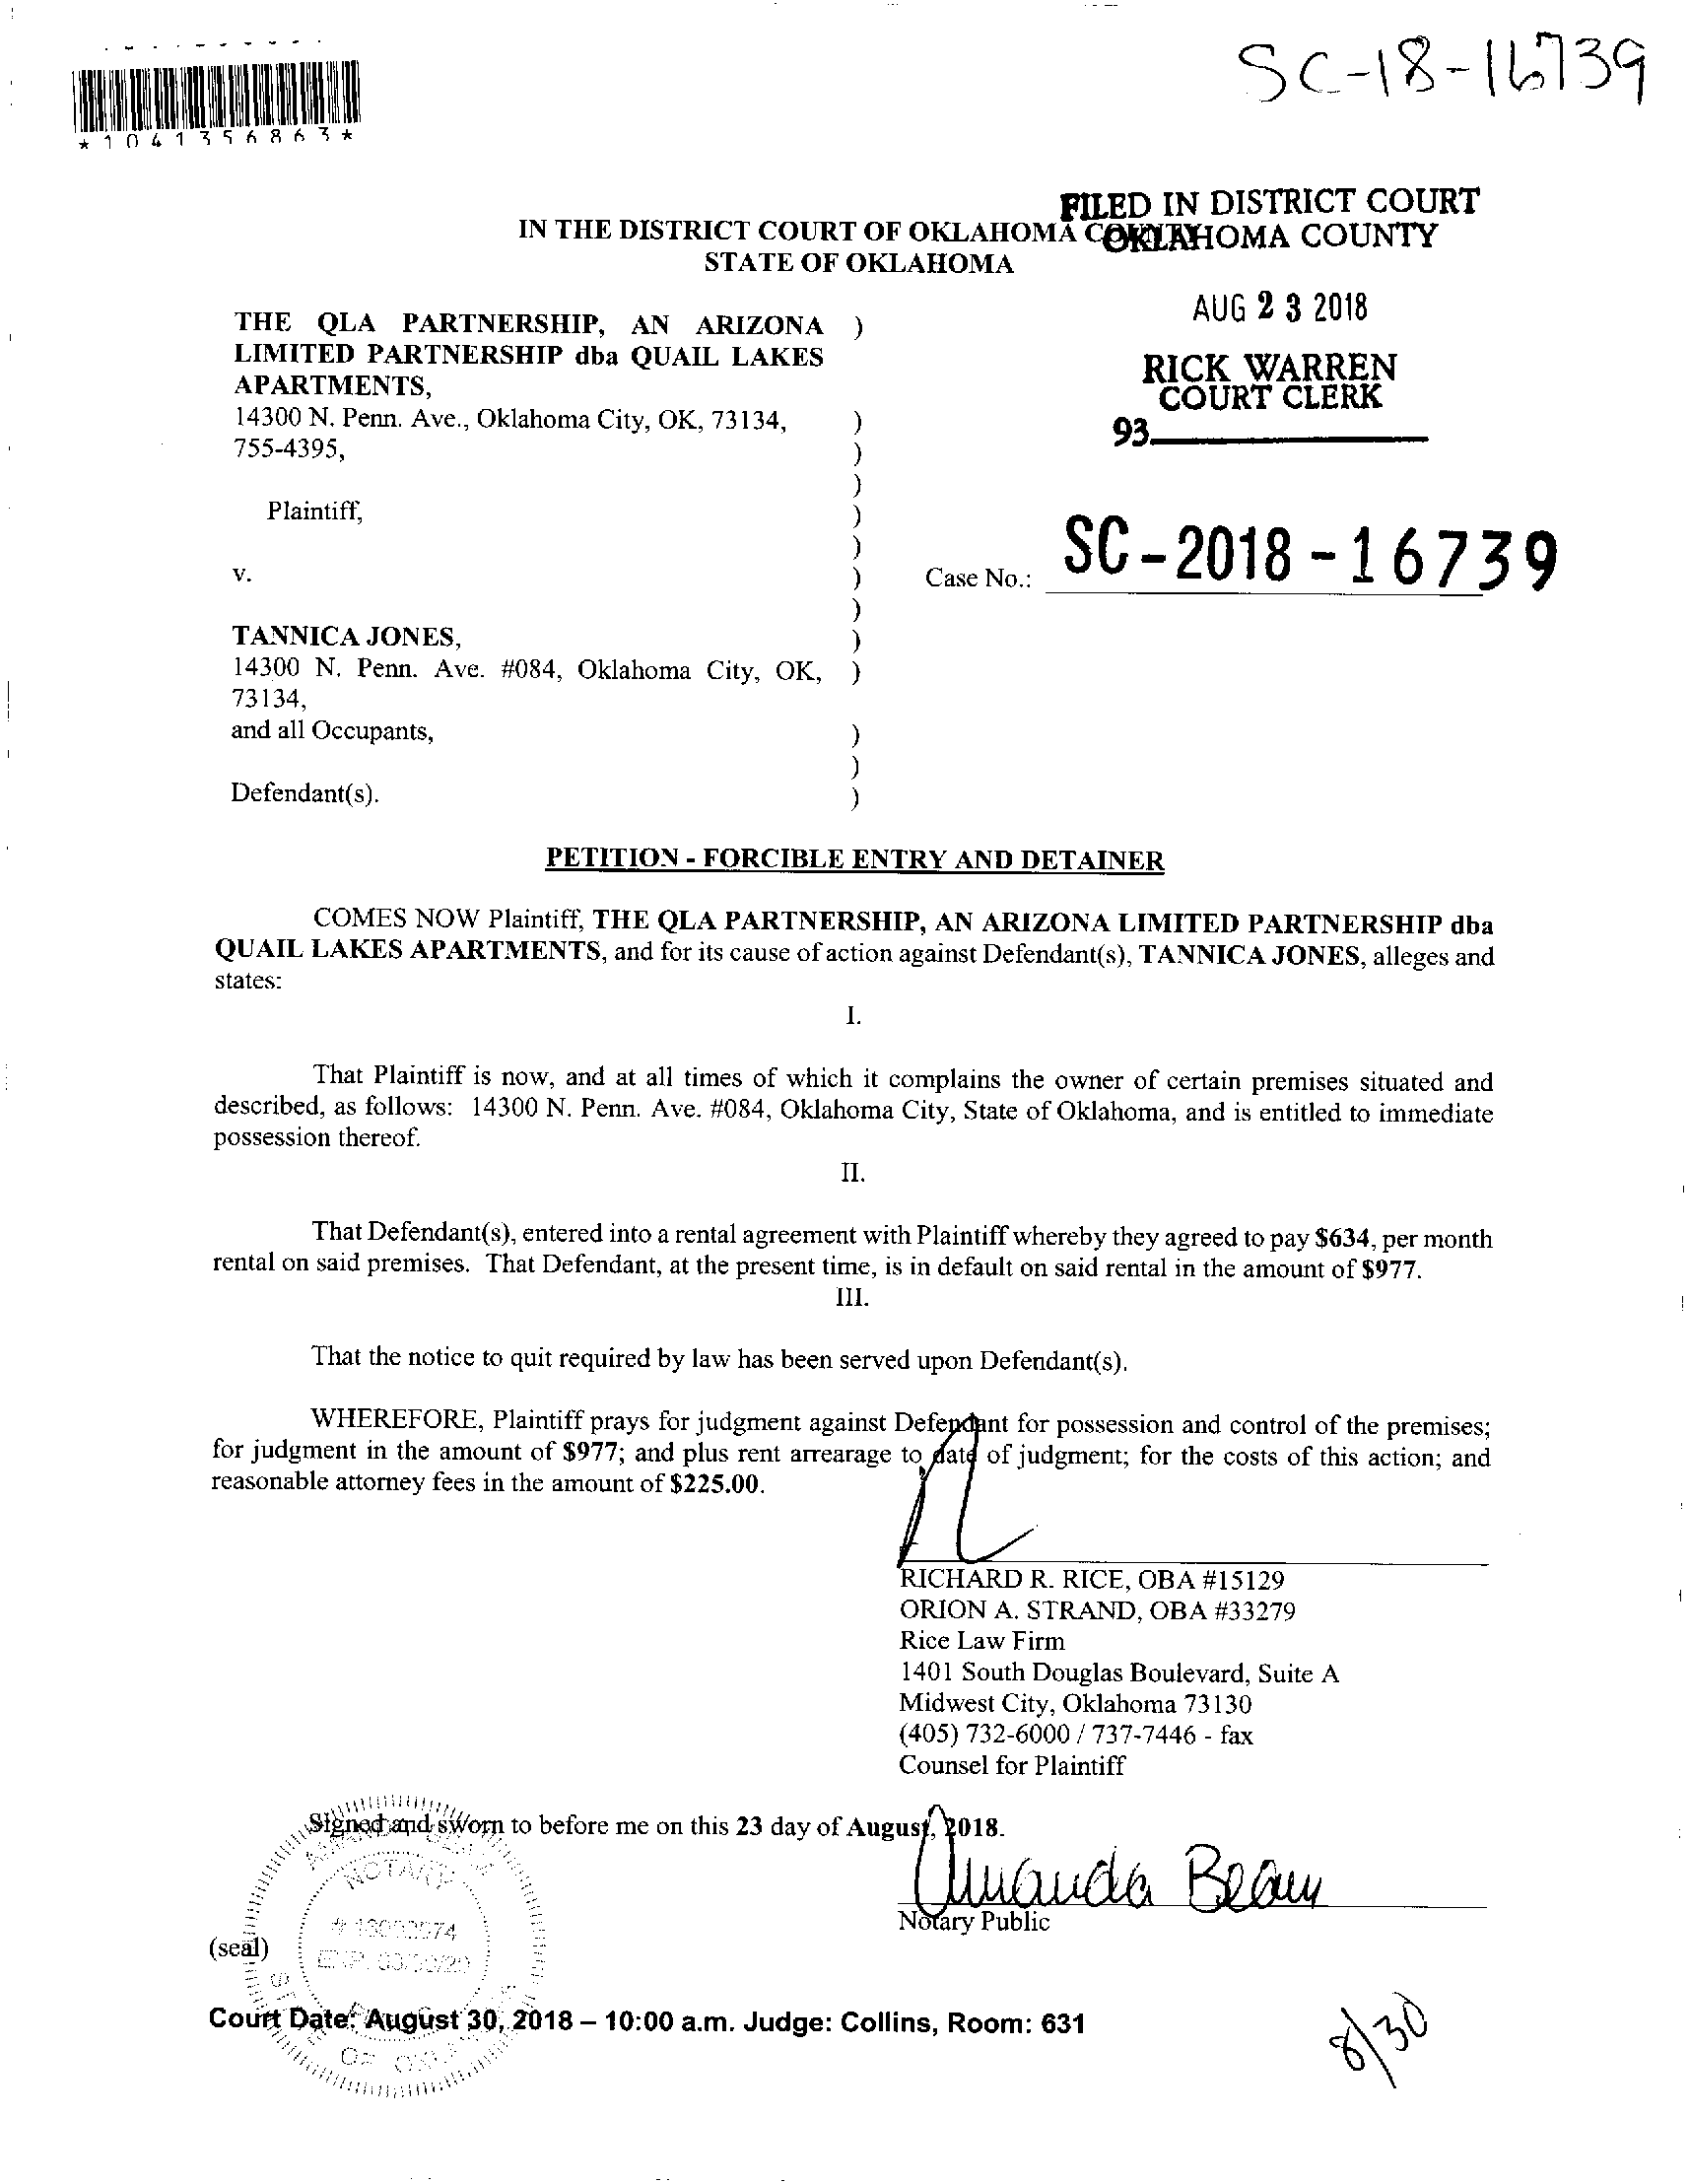 SC-18-16739
*1041356863*
FILED IN DISTRICT COURT
OKLAHOMA COUNTY
IN THE DISTRICT COURT OF OKLAHOMA COUNTY
STATE OF OKLAHOMA
AUG 23 2018
RICK WARREN
COURT CLERK
93
THE QLA PARTNERSHIP, AN ARIZONA )
LIMITED PARTNERSHIP dba QUAIL LAKES
APARTMENTS,
14300 N. Penn. Ave., Oklahoma City, OK, 73134, )
755-4395, )
)
Plaintiff, )
)
v. ) Case No.: SC-2018-16739
)
TANNICA JONES, )
14300 N. Penn. Ave. #084, Oklahoma City, OK, )
73134,
and all Occupants, )
)
Defendant(s). )
PETITION - FORCIBLE ENTRY AND DETAINER
COMES NOW Plaintiff, THE QLA PARTNERSHIP, AN ARIZONA LIMITED PARTNERSHIP dba
QUAIL LAKES APARTMENTS, and for its cause of action against Defendant(s), TANNICA JONES, alleges and
states:
I.
That Plaintiff is now, and at all times of which it complains the owner of certain premises situated and
described, as follows: 14300 N. Penn. Ave. #084, Oklahoma City, State of Oklahoma, and is entitled to immediate
possession thereof.
II.
That Defendant(s), entered into a rental agreement with Plaintiff whereby they agreed to pay $634, per month
rental on said premises. That Defendant, at the present time, is in default on said rental in the amount of $977.
III.
That the notice to quit required by law has been served upon Defendant(s).
WHEREFORE, Plaintiff prays for judgment against Defendant for possession and control of the premises;
for judgment in the amount of $977; and plus rent arrearage to date of judgment; for the costs of this action; and
reasonable attorney fees in the amount of $225.00.
RICHARD R. RICE, OBA #15129
ORION A. STRAND, OBA #33279
Rice Law Firm
1401 South Douglas Boulevard, Suite A
Midwest City, Oklahoma 73130
(405) 732-6000 / 737-7446 - fax
Counsel for Plaintiff
Signed and sworn to before me on this 23 day of August, 2018.
Amanda Beam
Notary Public
NOTARY
(seal)
Court Date: August 30, 2018 – 10:00 a.m. Judge: Collins, Room: 631
8/30